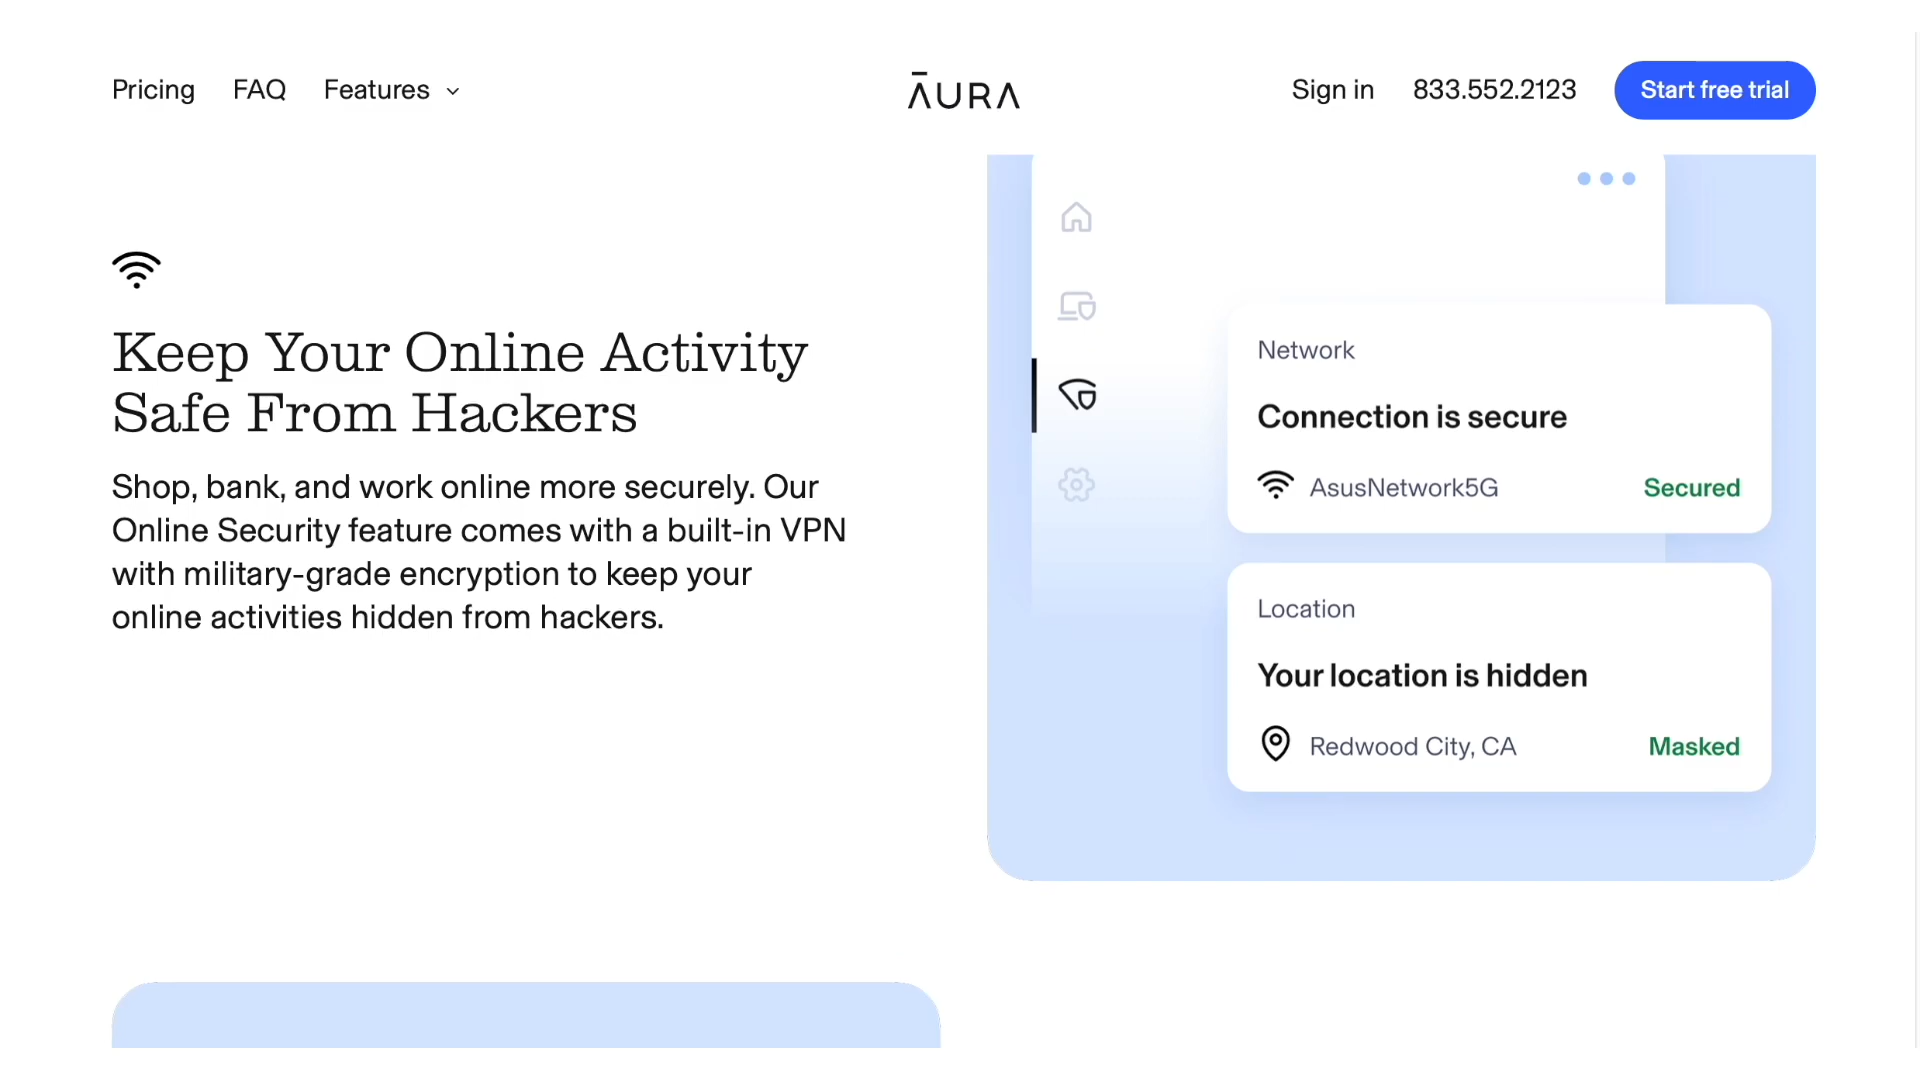 Pricing FAQ Features
ĀURA
Sign in 833.552.2123 Start free trial
Keep Your Online Activity
Safe From Hackers
Shop, bank, and work online more securely. Our
Online Security feature comes with a built-in VPN
with military-grade encryption to keep your
online activities hidden from hackers.
Network
Connection is secure
AsusNetwork5G Secured
Location
Your location is hidden
Redwood City, CA Masked